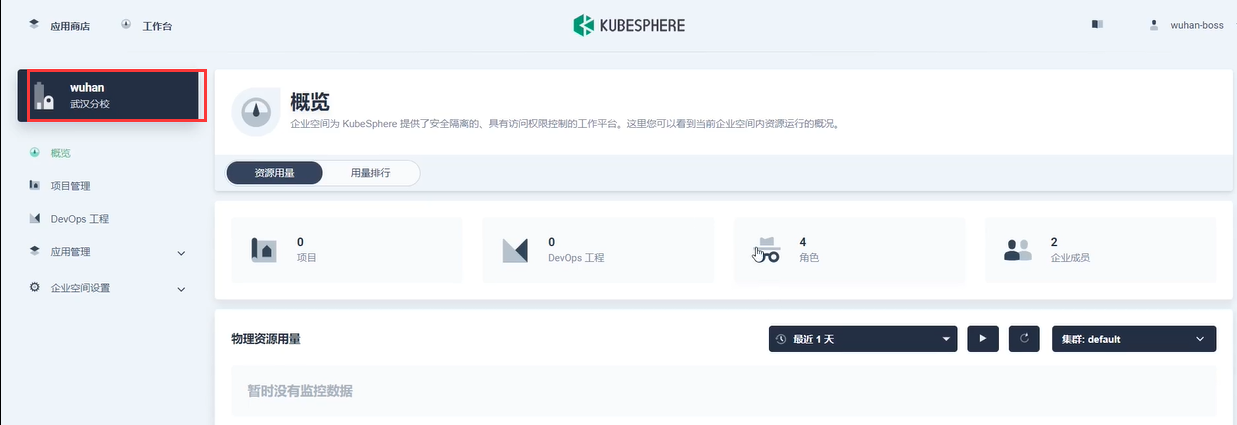 应用商店
工作台
KUBESPHERE
wuhan-boss
wuhan
武汉分校
概览
项目管理
DevOps 工程
应用管理
企业空间设置
概览
企业空间为 KubeSphere 提供了安全隔离的、具有访问权限控制的工作平台。这里您可以看到当前企业空间内资源运行的概况。
资源用量
用量排行
0
项目
0
DevOps 工程
4
角色
2
企业成员
物理资源用量
最近 1 天
集群: default
暂时没有监控数据